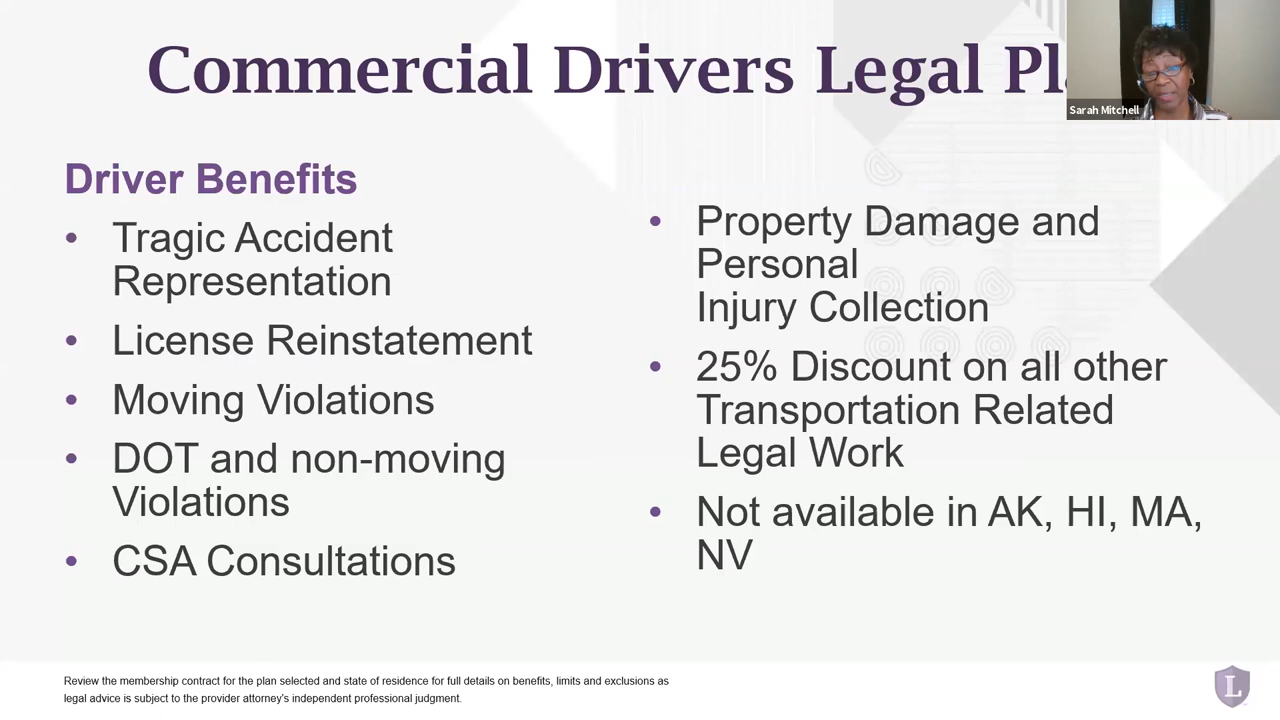 Commercial Drivers Legal
Sarah Mitchell
Driver Benefits
• Tragic Accident
Representation
• License Reinstatement
• Moving Violations
• DOT and non-moving
Violations
• CSA Consultations
• Property Damage and
Personal
Injury Collection
• 25% Discount on all other
Transportation Related
Legal Work
• Not available in AK, HI, MA,
NV
Review the membership contract for the plan selected and state of residence for full details on benefits, limits and exclusions as
legal advice is subject to the provider attorney's independent professional judgment.
L